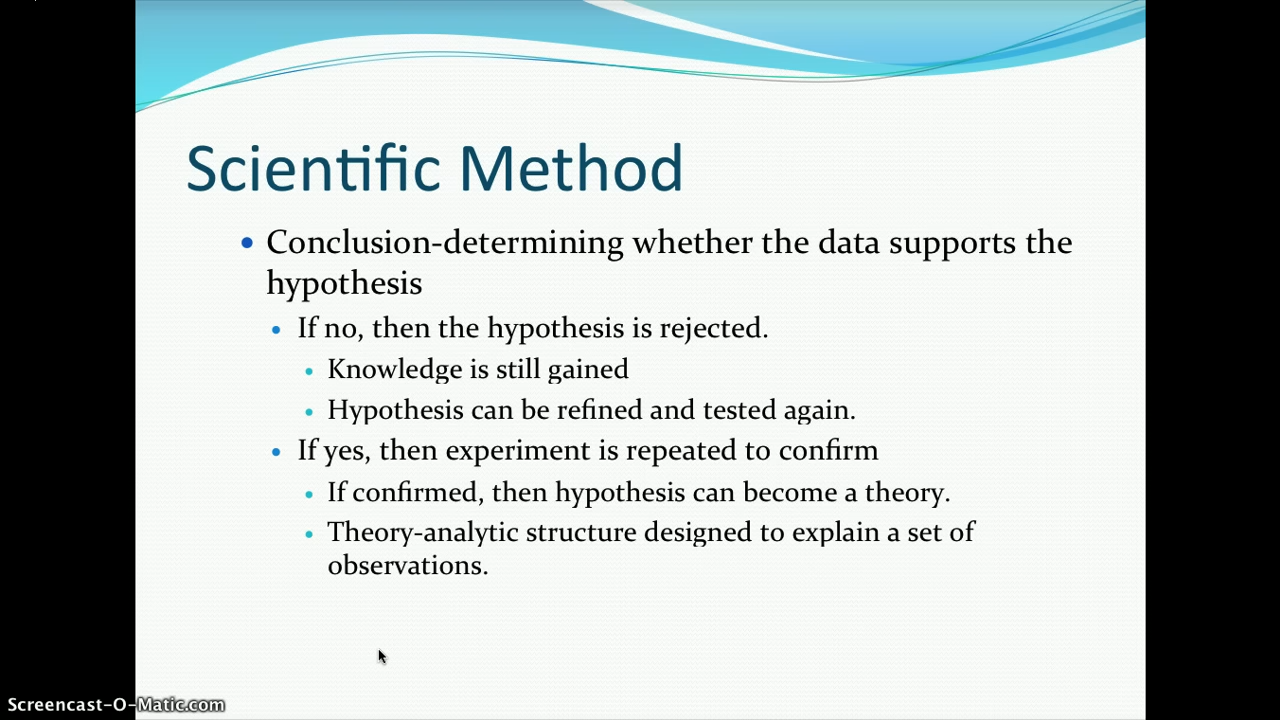 Scientific Method
• Conclusion-determining whether the data supports the
hypothesis
• If no, then the hypothesis is rejected.
• Knowledge is still gained
• Hypothesis can be refined and tested again.
• If yes, then experiment is repeated to confirm
• If confirmed, then hypothesis can become a theory.
• Theory-analytic structure designed to explain a set of
observations.
Screencast-O-Matic.com